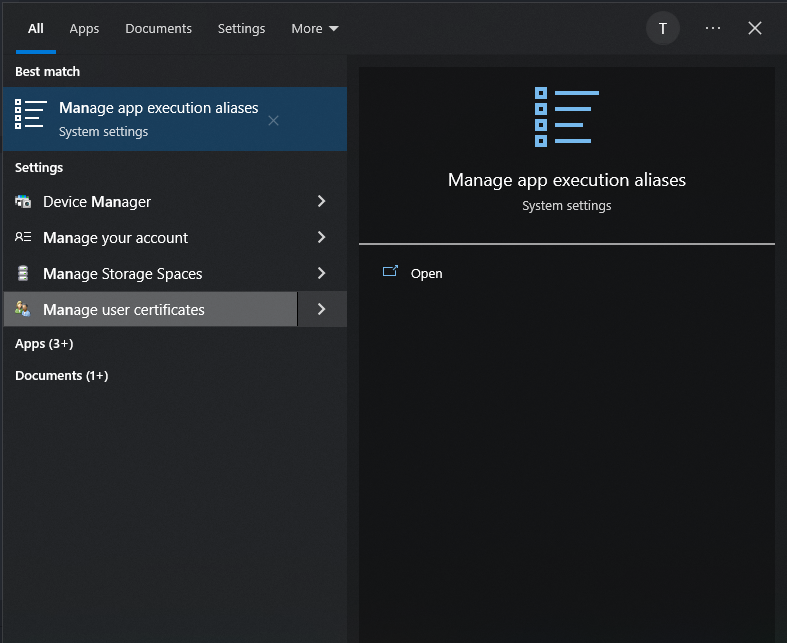 All Apps Documents Settings More T
Best match
Manage app execution aliases
System settings
Settings
Device Manager
Manage your account
Manage Storage Spaces
Manage user certificates
Apps (3+)
Documents (1+)
Manage app execution aliases
System settings
Open